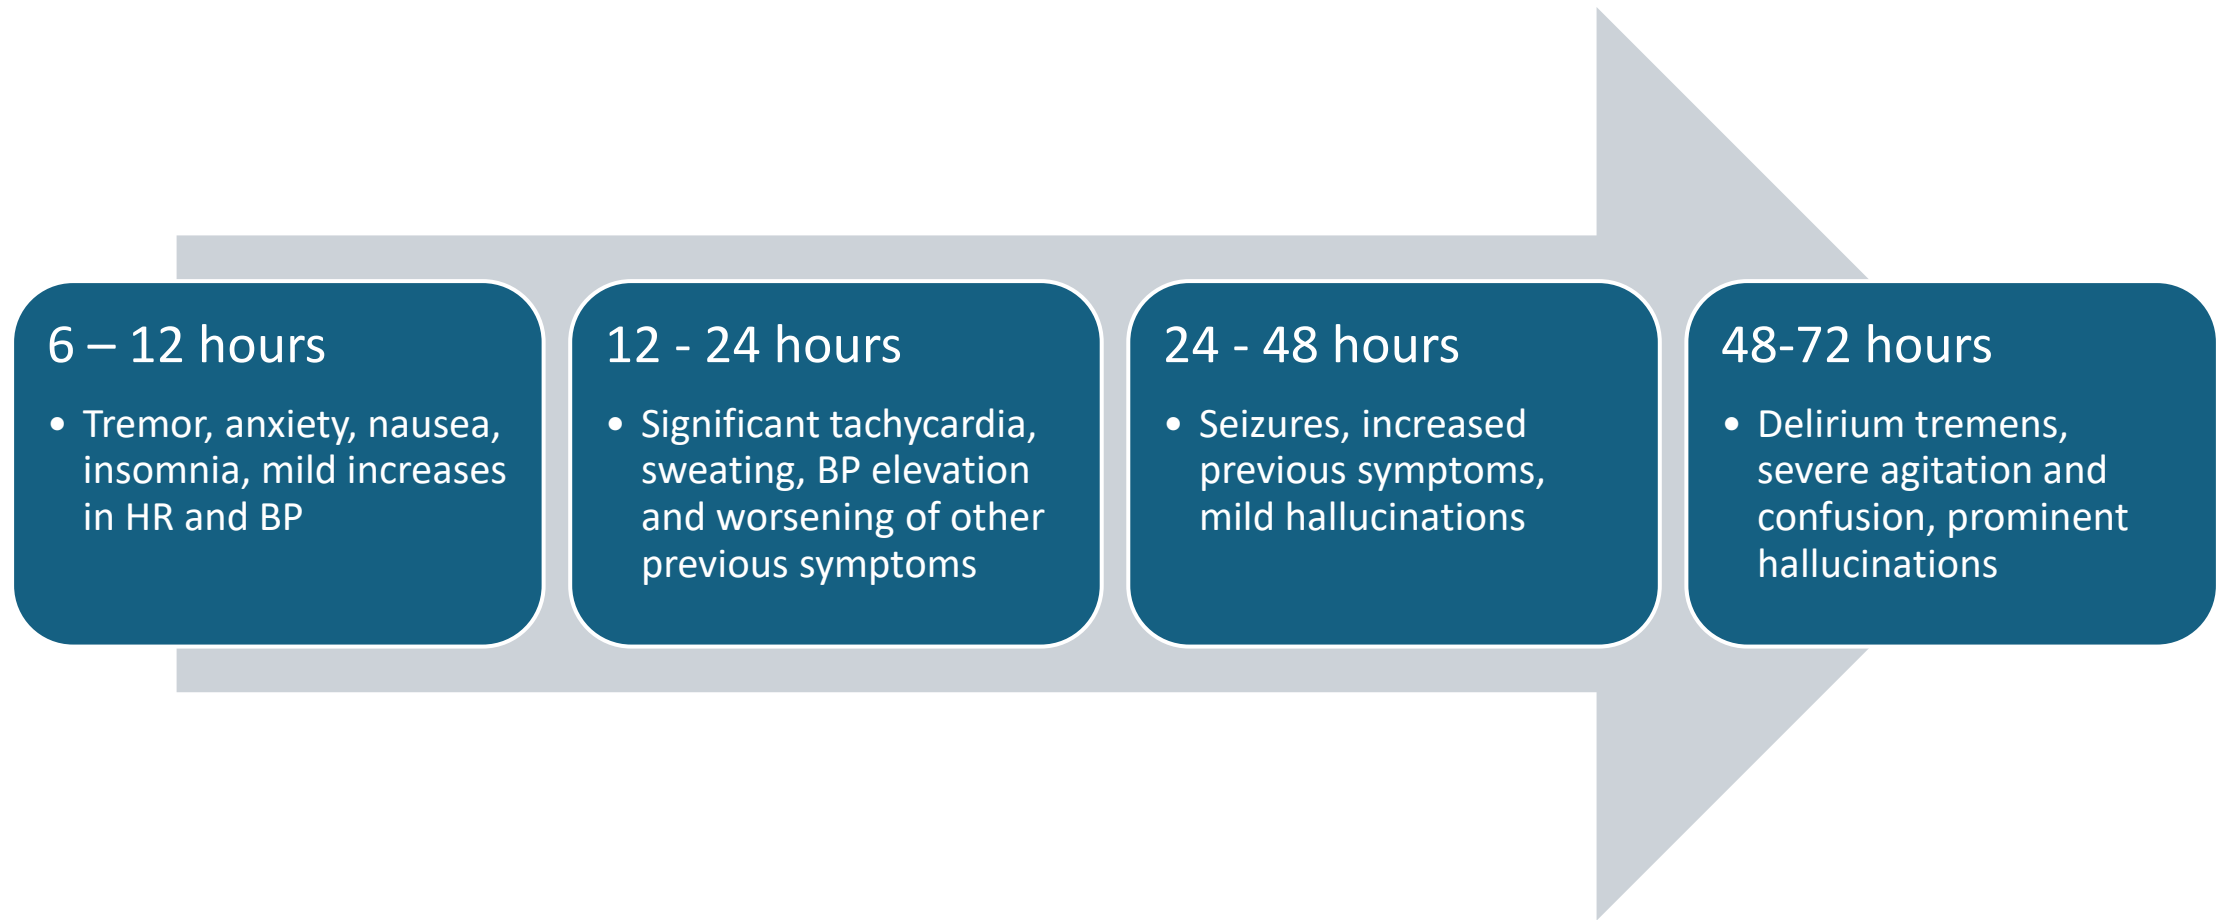 6 – 12 hours
• Tremor, anxiety, nausea,
insomnia, mild increases
in HR and BP
12 - 24 hours
• Significant tachycardia,
sweating, BP elevation
and worsening of other
previous symptoms
24 - 48 hours
• Seizures, increased
previous symptoms,
mild hallucinations
48-72 hours
• Delirium tremens,
severe agitation and
confusion, prominent
hallucinations